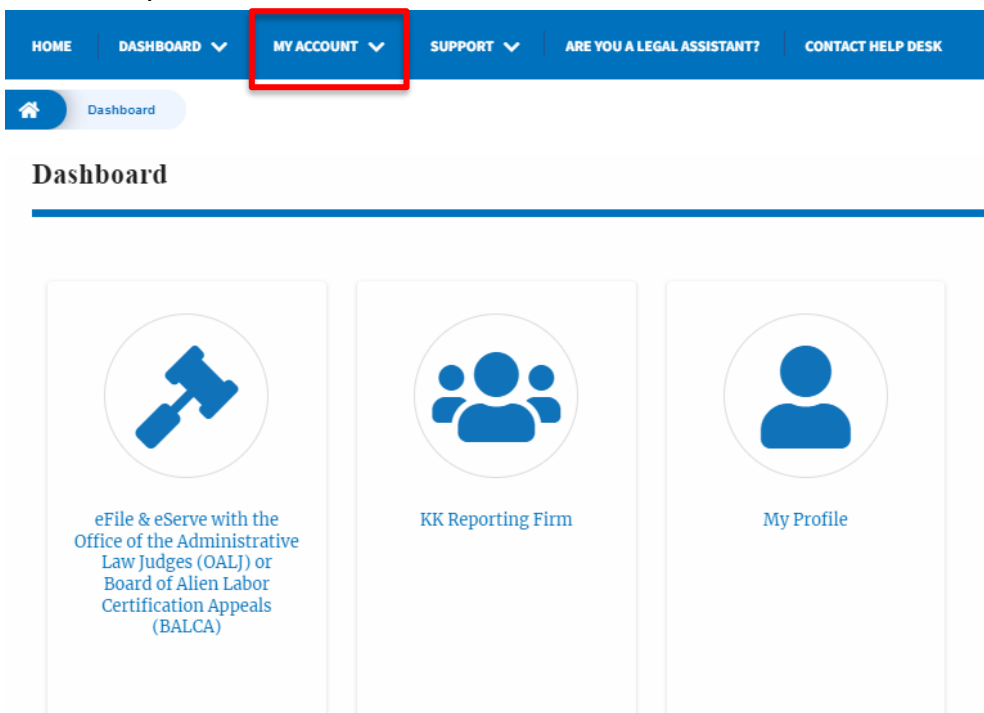 HOME DASHBOARD MY ACCOUNT SUPPORT ARE YOU A LEGAL ASSISTANT? CONTACT HELP DESK
Dashboard
Dashboard
eFile & eServe with the
Office of the Administrative
Law Judges (OALJ) or
Board of Alien Labor
Certification Appeals
(BALCA)
KK Reporting Firm
My Profile